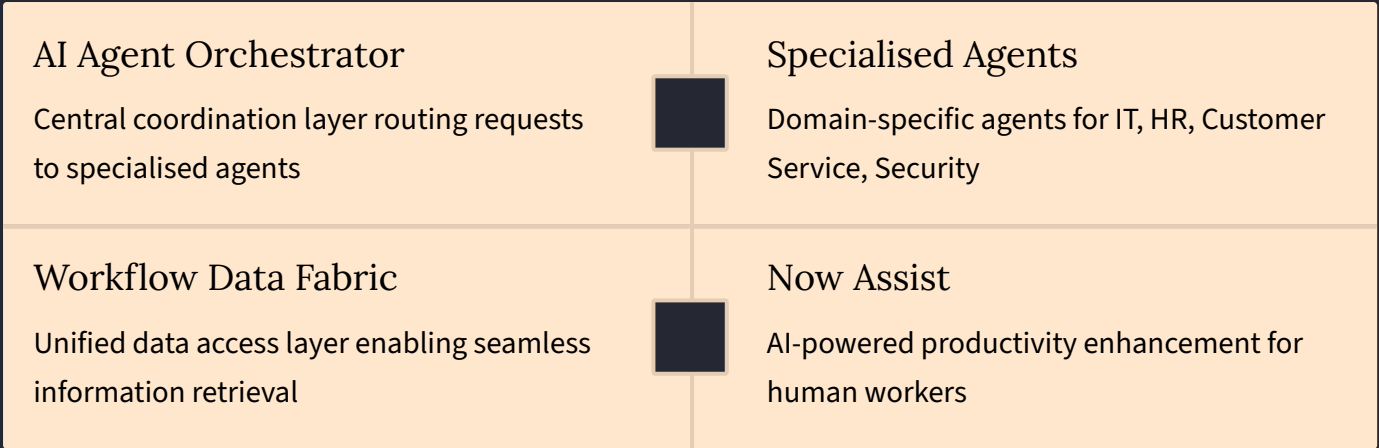 AI Agent Orchestrator
Central coordination layer routing requests
to specialised agents
Specialised Agents
Domain-specific agents for IT, HR, Customer
Service, Security
Workflow Data Fabric
Unified data access layer enabling seamless
information retrieval
Now Assist
AI-powered productivity enhancement for
human workers